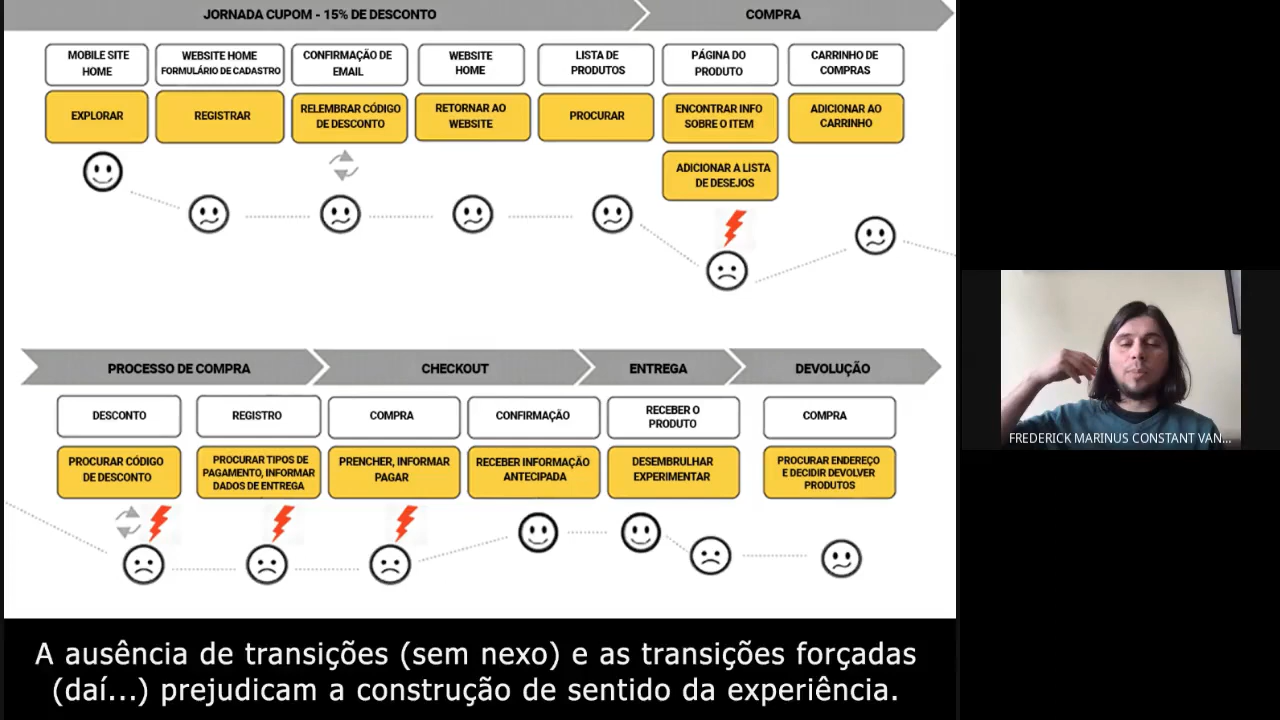 JORNADA CUPOM - 15% DE DESCONTO
COMPRA
MOBILE SITE
HOME
WEBSITE HOME
FORMULÁRIO DE CADASTRO
CONFIRMAÇÃO DE
EMAIL
WEBSITE
HOME
LISTA DE
PRODUTOS
PÁGINA DO
PRODUTO
CARRINHO DE
COMPRAS
EXPLORAR
REGISTRAR
RELEMBRAR CÓDIGO
DE DESCONTO
RETORNAR AO
WEBSITE
PROCURAR
ENCONTRAR INFO
SOBRE O ITEM
ADICIONAR AO
CARRINHO
ADICIONAR A LISTA
DE DESEJOS
PROCESSO DE COMPRA
CHECKOUT
ENTREGA
DEVOLUÇÃO
DESCONTO
REGISTRO
COMPRA
CONFIRMAÇÃO
RECEBER O
PRODUTO
COMPRA
PROCURAR CÓDIGO
DE DESCONTO
PROCURAR TIPOS DE
PAGAMENTO, INFORMAR
DADOS DE ENTREGA
PRENCHER, INFORMAR
PAGAR
RECEBER INFORMAÇÃO
ANTECIPADA
DESEMBRULHAR
EXPERIMENTAR
PROCURAR ENDEREÇO
E DECIDIR DEVOLVER
PRODUTOS
FREDERICK MARINUS CONSTANT VAN...
A ausência de transições (sem nexo) e as transições forçadas
(daí...) prejudicam a construção de sentido da experiência.